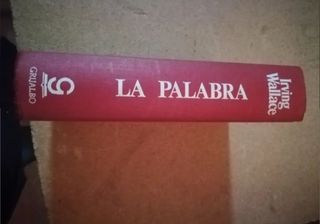 Irving
Wallace
LA PALABRA
G
GRIJALBO